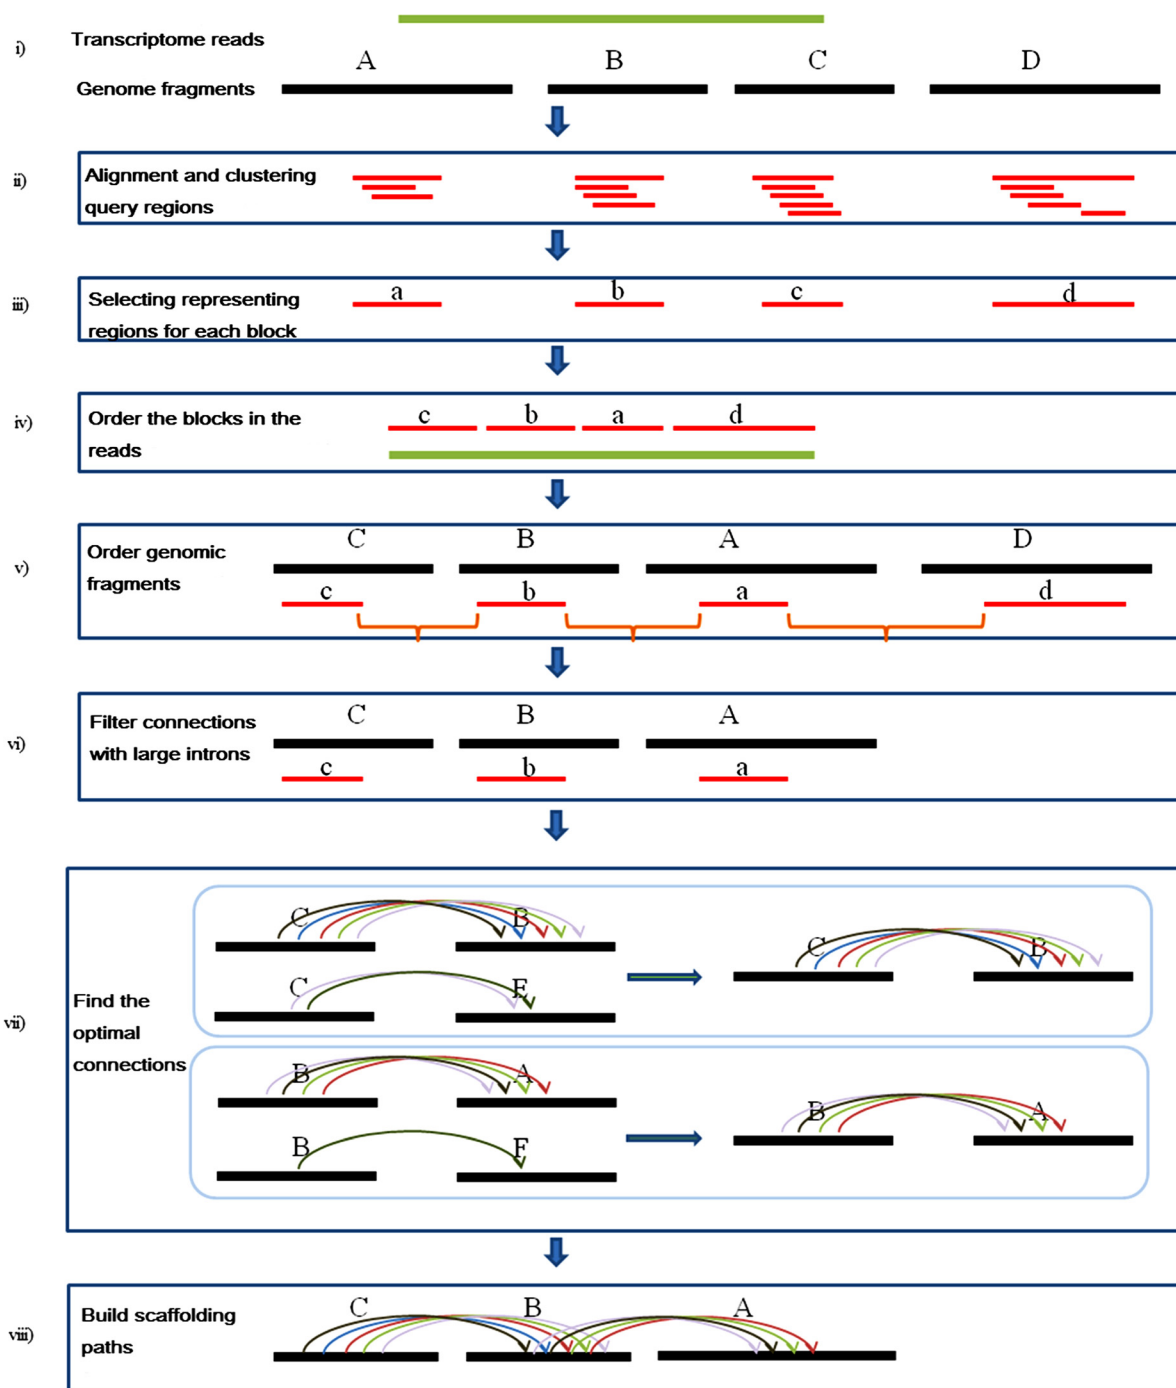 i) Transcriptome reads
A B C D
Genome fragments
ii) Alignment and clustering
query regions
iii) Selecting representing
regions for each block
a b c d
iv) Order the blocks in the
reads
c b a d
v) Order genomic
fragments
C B A D
c b a d
vi) Filter connections
with large introns
C B A
c b a
vii) Find the
optimal
connections
C B
C B
C E
B A
B A
B F
viii) Build scaffolding
paths
C B A